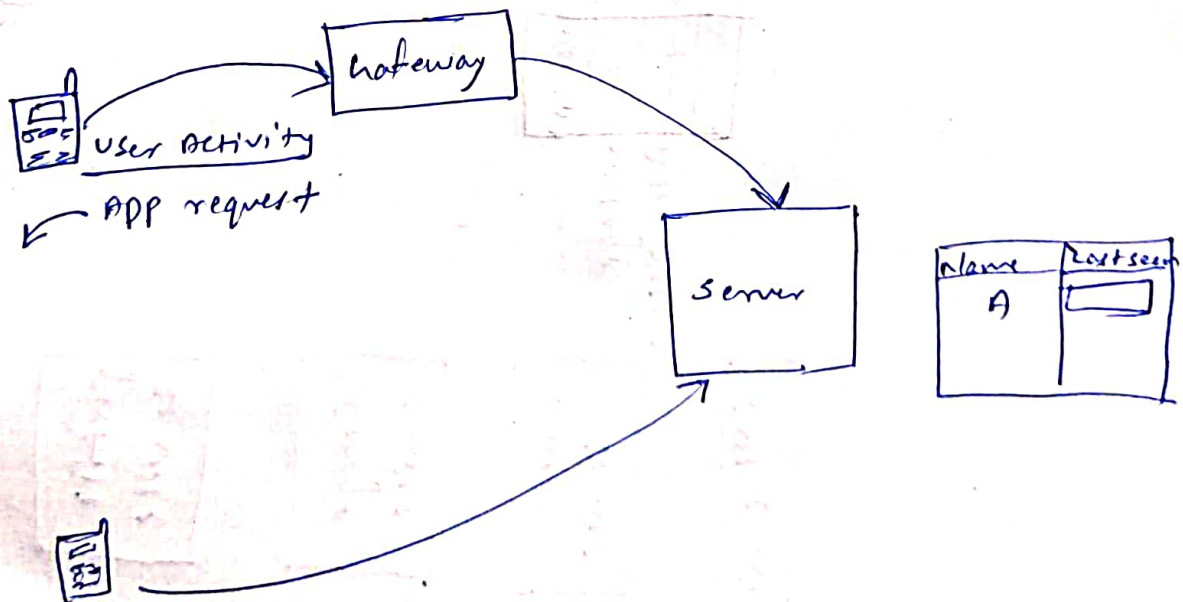 Gateway
User Activity
App request
Server
Name Last seen
A